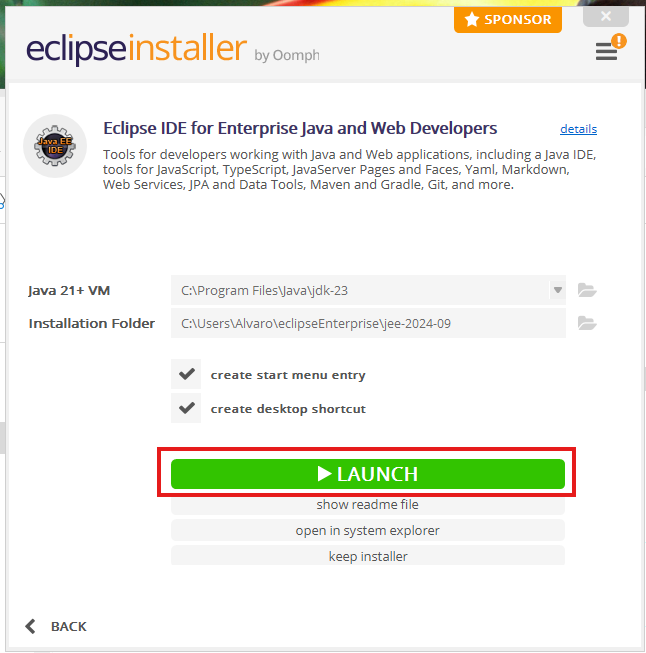 SPONSOR
eclipseinstaller by Oomph
!
Java EE
IDE
Eclipse IDE for Enterprise Java and Web Developers
details
Tools for developers working with Java and Web applications, including a Java IDE,
tools for JavaScript, TypeScript, JavaServer Pages and Faces, Yaml, Markdown,
Web Services, JPA and Data Tools, Maven and Gradle, Git, and more.
Java 21+ VM
C:\Program Files\Java\jdk-23
Installation Folder
C:\Users\Alvaro\eclipseEnterprise\jee-2024-09
create start menu entry
create desktop shortcut
LAUNCH
show readme file
open in system explorer
keep installer
BACK